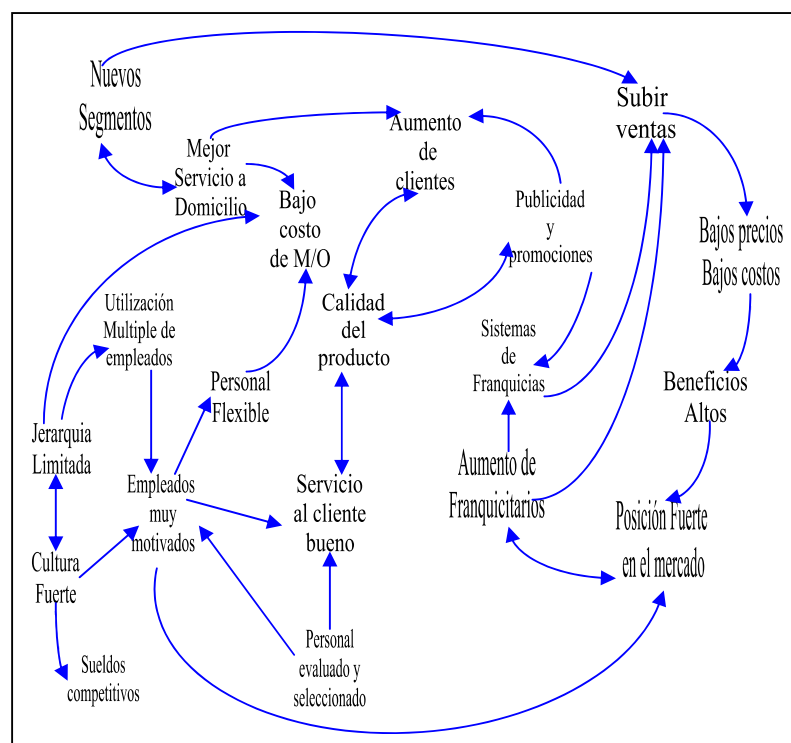 Nuevos
Segmentos
Subir
ventas
Aumento
de
clientes
Mejor
Servicio a
Domicilio
Bajo
costo
de M/O
Publicidad
y
promociones
Bajos precios
Bajos costos
Utilización
Multiple de
empleados
Calidad
del
producto
Sistemas
de
Franquicias
Personal
Flexible
Beneficios
Altos
Jerarquia
Limitada
Empleados
muy
motivados
Servicio
al cliente
bueno
Aumento de
Franquicitarios
Posición Fuerte
en el mercado
Cultura
Fuerte
Sueldos
competitivos
Personal
evaluado y
seleccionado